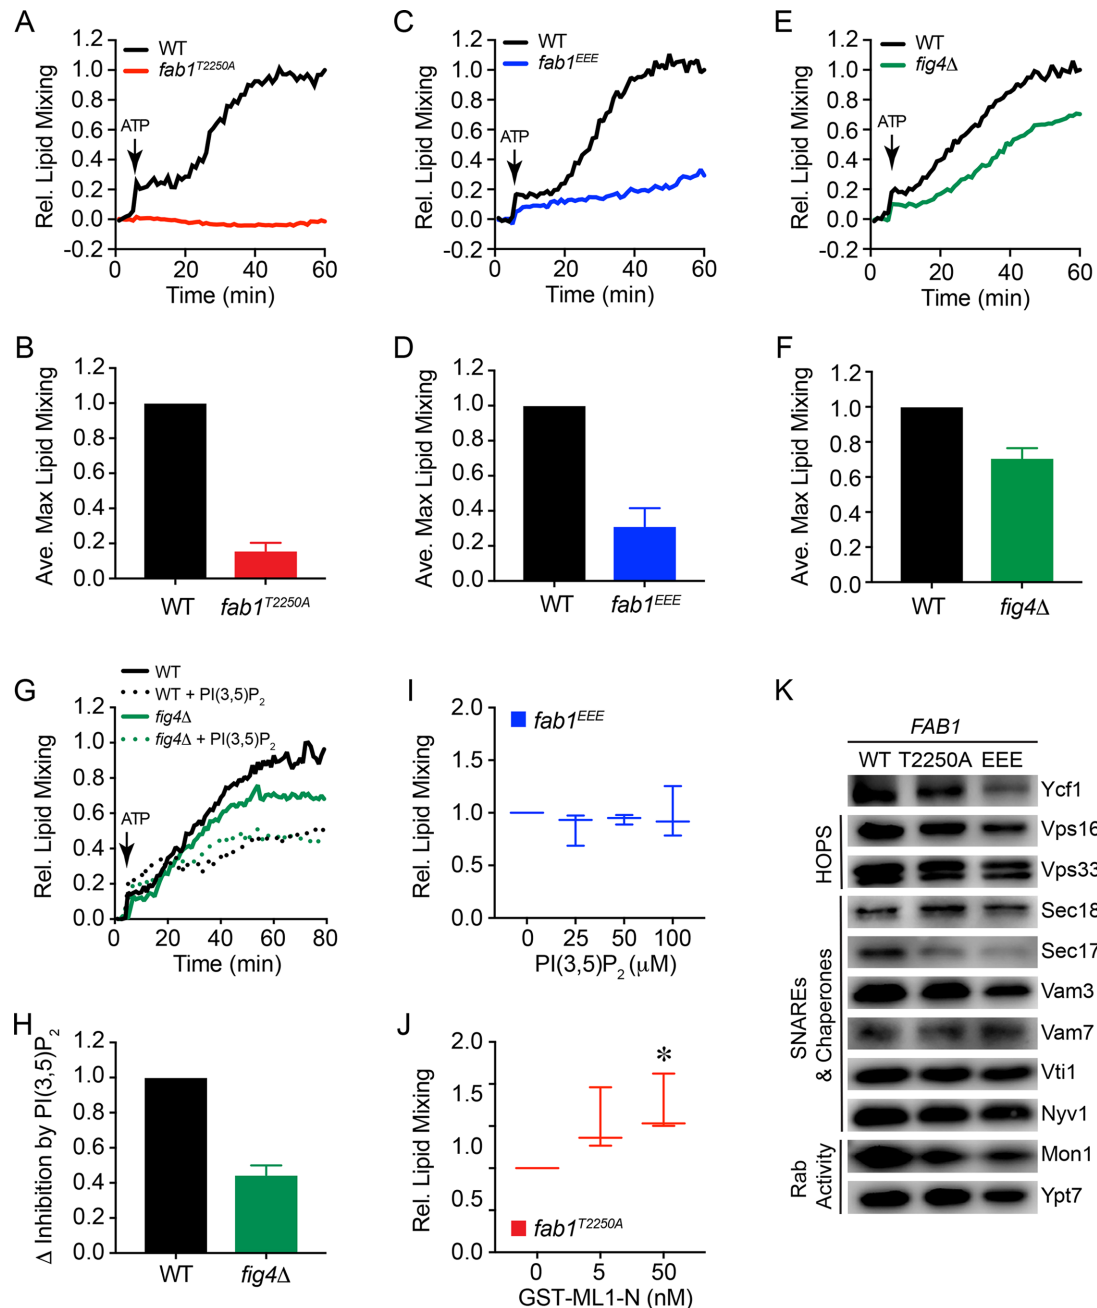 A
Rel. Lipid Mixing
1.2
1.0
0.8
0.6
0.4
0.2
0.0
-0.2
WT
fab1T2250A
ATP
0
20
40
60
Time (min)
C
Rel. Lipid Mixing
1.2
1.0
0.8
0.6
0.4
0.2
0.0
-0.2
WT
fab1EEE
ATP
0
20
40
60
Time (min)
E
Rel. Lipid Mixing
1.2
1.0
0.8
0.6
0.4
0.2
0.0
-0.2
WT
fig4Δ
ATP
0
20
40
60
Time (min)
B
Ave. Max Lipid Mixing
1.2
1.0
0.8
0.6
0.4
0.2
0.0
WT
fab1T2250A
D
Ave. Max Lipid Mixing
1.2
1.0
0.8
0.6
0.4
0.2
0.0
WT
fab1EEE
F
Ave. Max Lipid Mixing
1.2
1.0
0.8
0.6
0.4
0.2
0.0
WT
fig4Δ
G
Rel. Lipid Mixing
1.2
1.0
0.8
0.6
0.4
0.2
0.0
WT
WT + PI(3,5)P2
fig4Δ
fig4Δ + PI(3,5)P2
ATP
0
20
40
60
80
Time (min)
I
Rel. Lipid Mixing
2.0
1.5
1.0
0.5
0.0
fab1EEE
0
25
50
100
PI(3,5)P2 (μM)
H
Δ Inhibition by PI(3,5)P2
1.2
1.0
0.8
0.6
0.4
0.2
0.0
WT
fig4Δ
J
Rel. Lipid Mixing
2.0
1.5
1.0
0.5
0.0
*
fab1T2250A
0
5
50
GST-ML1-N (nM)
K
FAB1
WT T2250A EEE
Ycf1
HOPS
Vps16
Vps33
SNAREs
& Chaperones
Sec18
Sec17
Vam3
Vam7
Vti1
Nyv1
Rab
Activity
Mon1
Ypt7